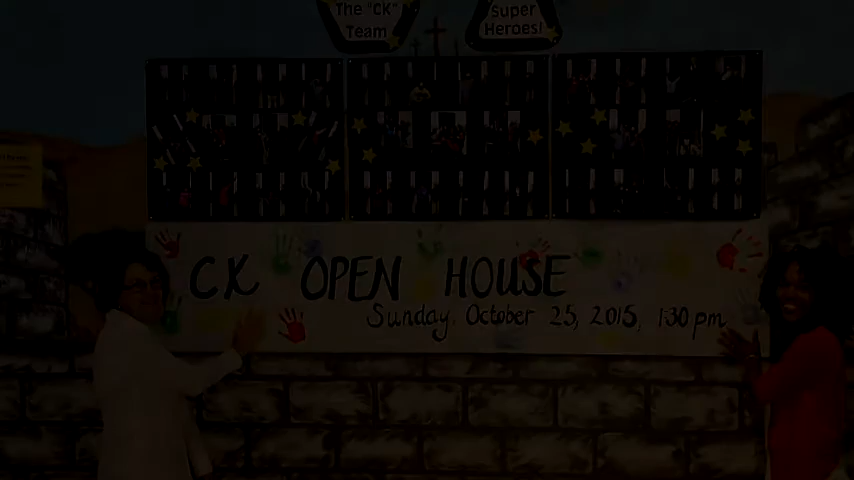 The "CK"
Team
Super
Heroes!
CK OPEN HOUSE
Sunday, October 25, 2015, 1:30 pm